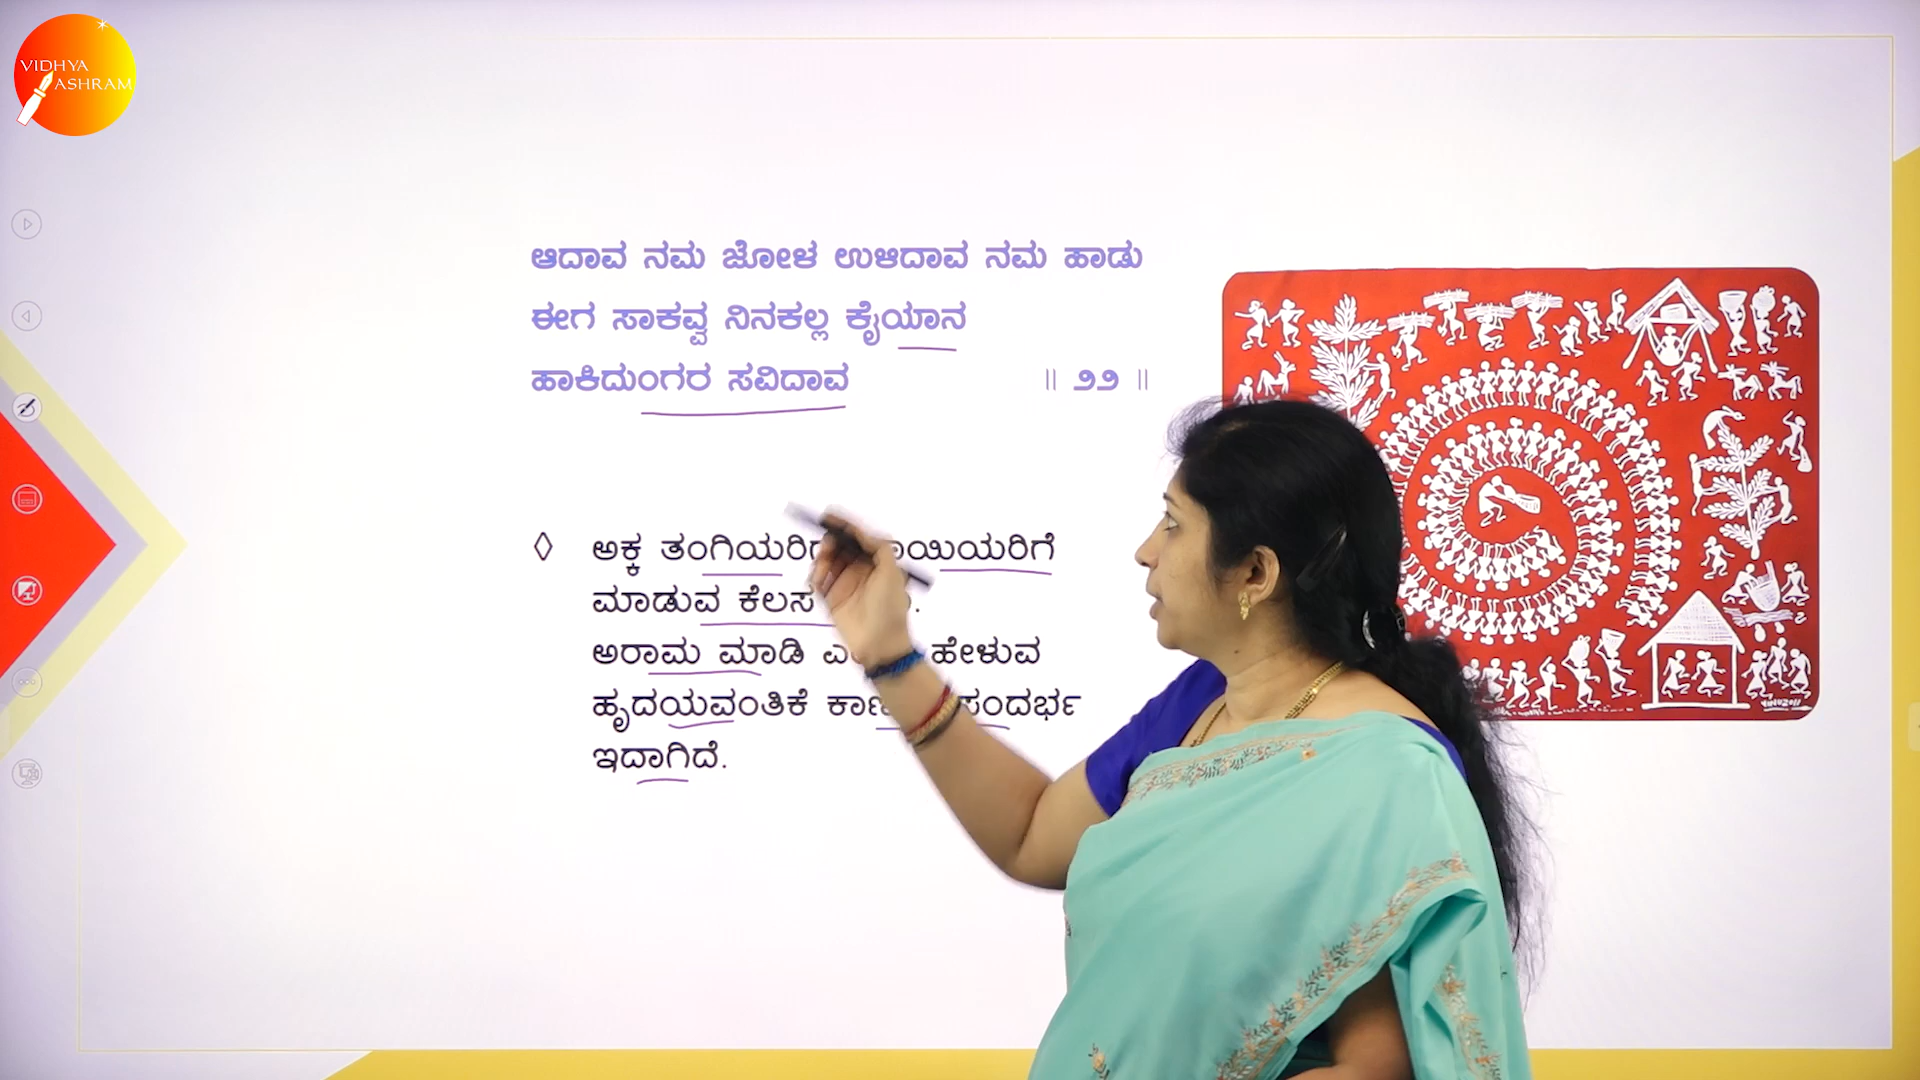 VIDHYA
ASHRAM
ಆದಾವ ನಮ ಜೋಳ ಉಳಿದಾವ ನಮ ಹಾಡು
ಈಗ ಸಾಕವ್ವ ನಿನಕಲ್ಲ ಕೈಯಾನ
ಹಾಕಿದುಂಗರ ಸವಿದಾವ || ೨೨ ||
◊ ಅಕ್ಕ ತಂಗಿಯರಿಗೆ
ಮಾಡುವ ಕೆಲಸ
ಅರಾಮ ಮಾಡಿ ಹೇಳುವ
ಹೃದಯವಂತಿಕೆ ಸಂದರ್ಭ
ಇದಾಗಿದೆ.